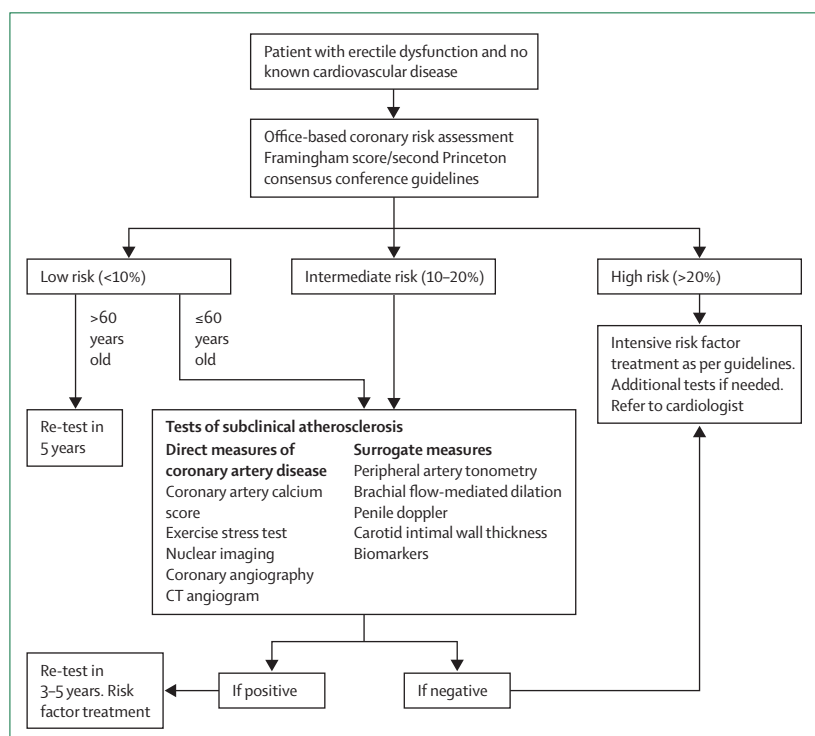 Patient with erectile dysfunction and no
known cardiovascular disease
Office-based coronary risk assessment
Framingham score/second Princeton
consensus conference guidelines
Low risk (<10%)
Intermediate risk (10–20%)
High risk (>20%)
>60
years
old
≤60
years
old
Intensive risk factor
treatment as per guidelines.
Additional tests if needed.
Refer to cardiologist
Re-test in
5 years
Tests of subclinical atherosclerosis
Direct measures of
coronary artery disease
Coronary artery calcium
score
Exercise stress test
Nuclear imaging
Coronary angiography
CT angiogram
Surrogate measures
Peripheral artery tonometry
Brachial flow-mediated dilation
Penile doppler
Carotid intimal wall thickness
Biomarkers
Re-test in
3–5 years. Risk
factor treatment
If positive
If negative